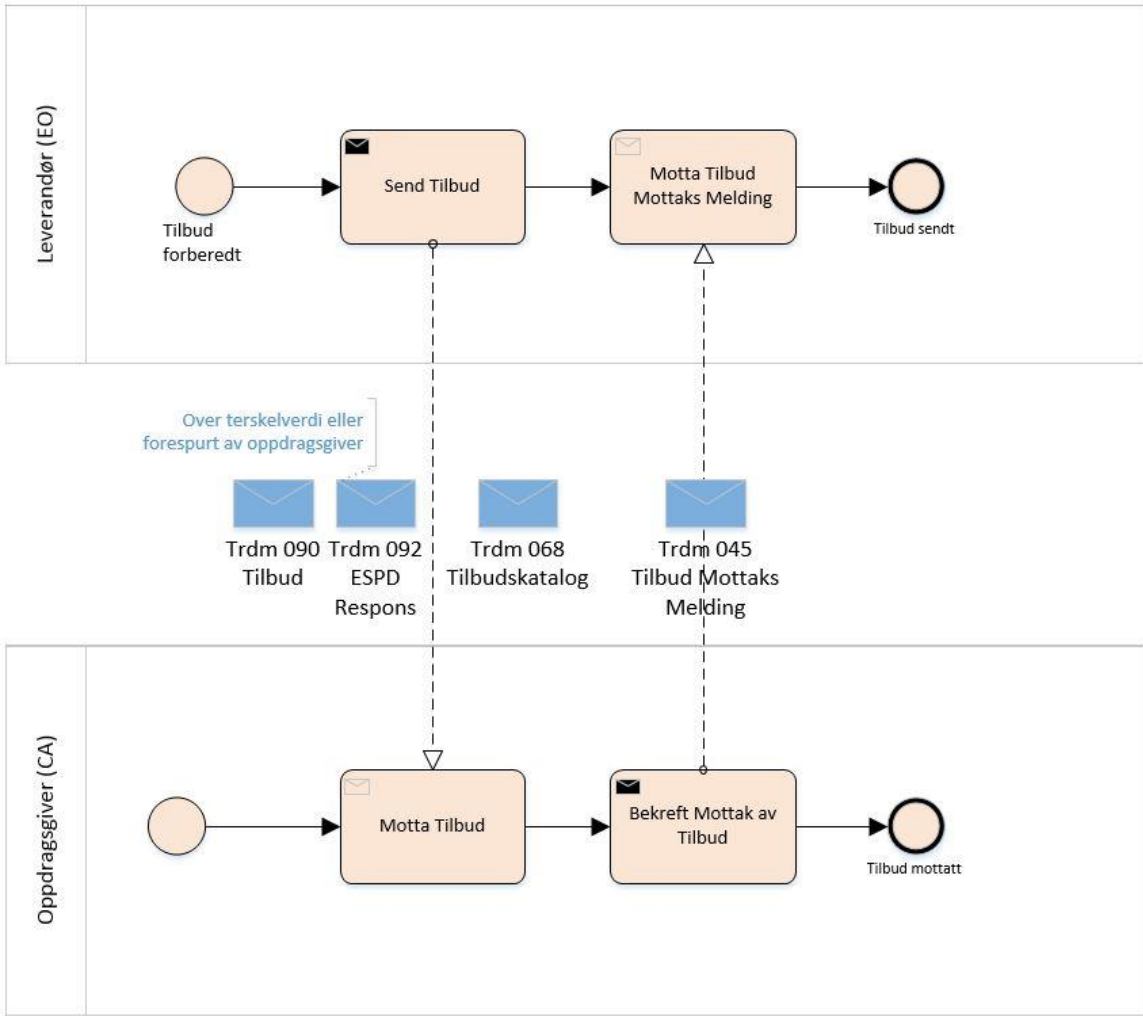 Leverandør (EO)
Send Tilbud
Motta Tilbud
Mottaks Melding
Tilbud
forberedt
Tilbud sendt
Over terskelverdi eller
forespurt av oppdragsgiver
Trdm 090
Tilbud
Trdm 092
ESPD
Respons
Trdm 068
Tilbudskatalog
Trdm 045
Tilbud Mottaks
Melding
Oppdragsgiver (CA)
Motta Tilbud
Bekreft Mottak av
Tilbud
Tilbud mottatt